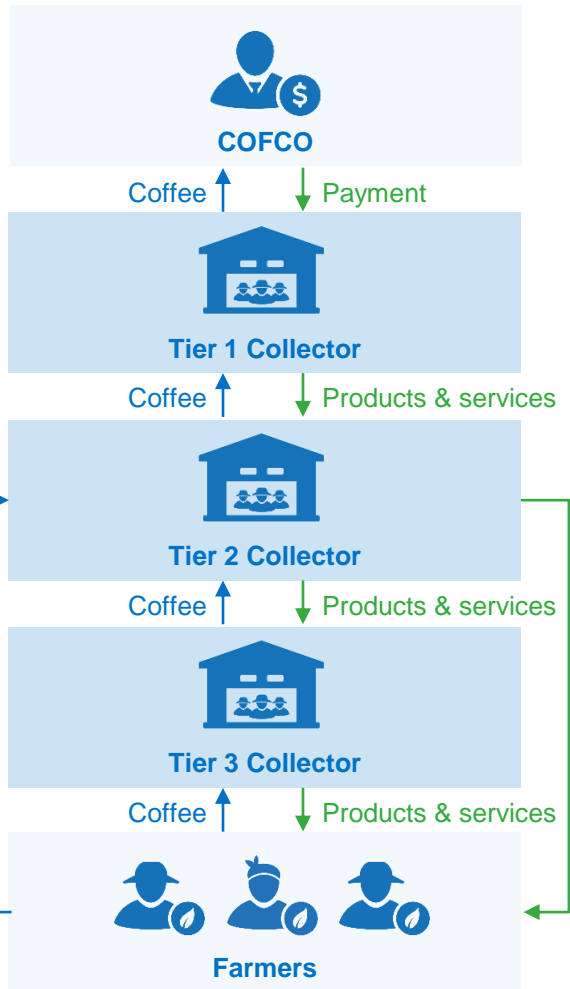 $
COFCO
Coffee Payment
Tier 1 Collector
Coffee Products & services
Tier 2 Collector
Coffee Products & services
Tier 3 Collector
Coffee Products & services
Farmers